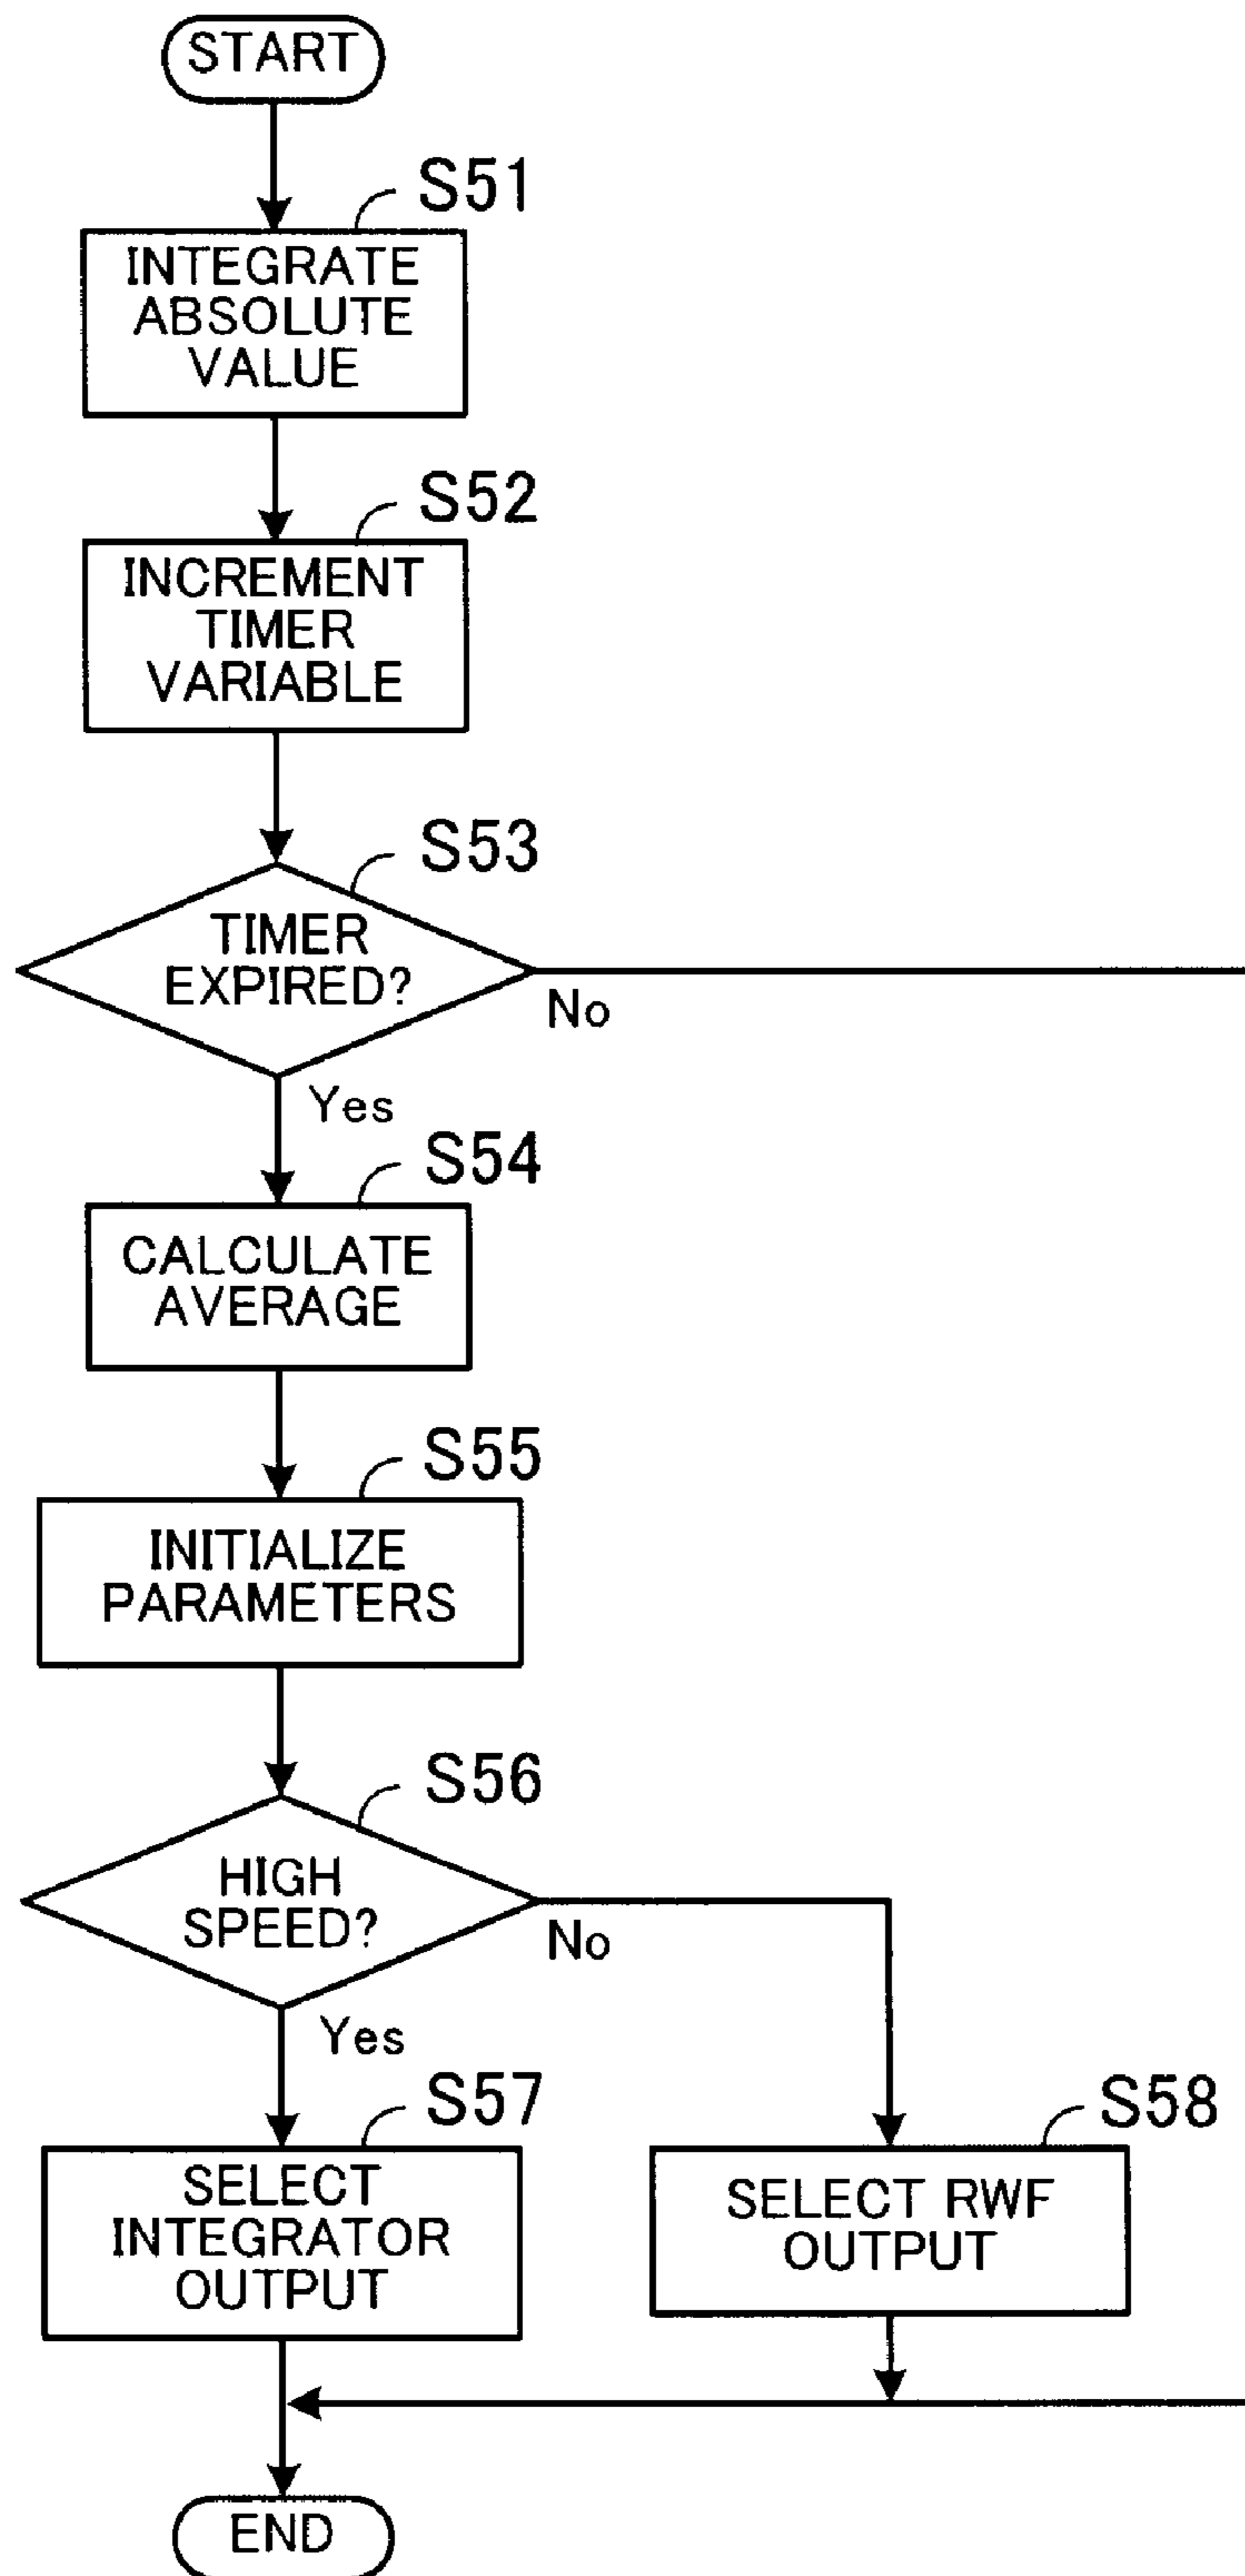 START
S51
INTEGRATE
ABSOLUTE
VALUE
S52
INCREMENT
TIMER
VARIABLE
S53
TIMER
EXPIRED?
No
Yes
S54
CALCULATE
AVERAGE
S55
INITIALIZE
PARAMETERS
S56
HIGH
SPEED?
No
Yes
S57
SELECT
INTEGRATOR
OUTPUT
S58
SELECT RWF
OUTPUT
END